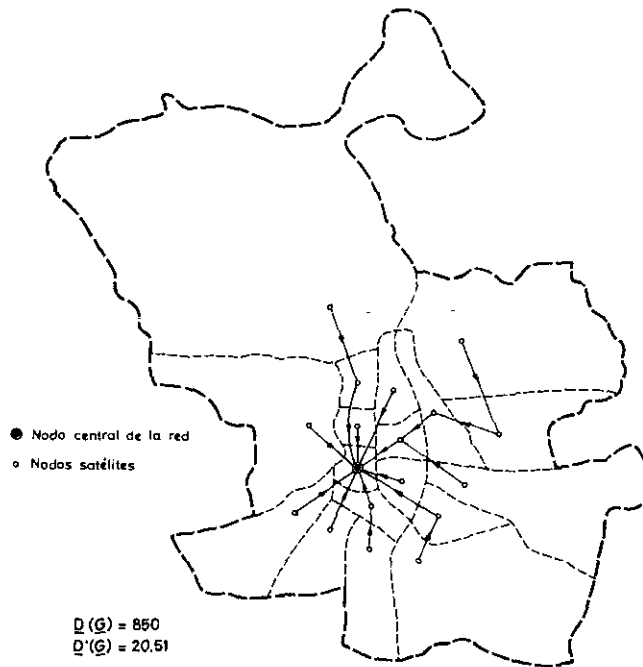 Nodo central de la red
Nodos satélites
D (G) = 850
D'(G) = 20.51